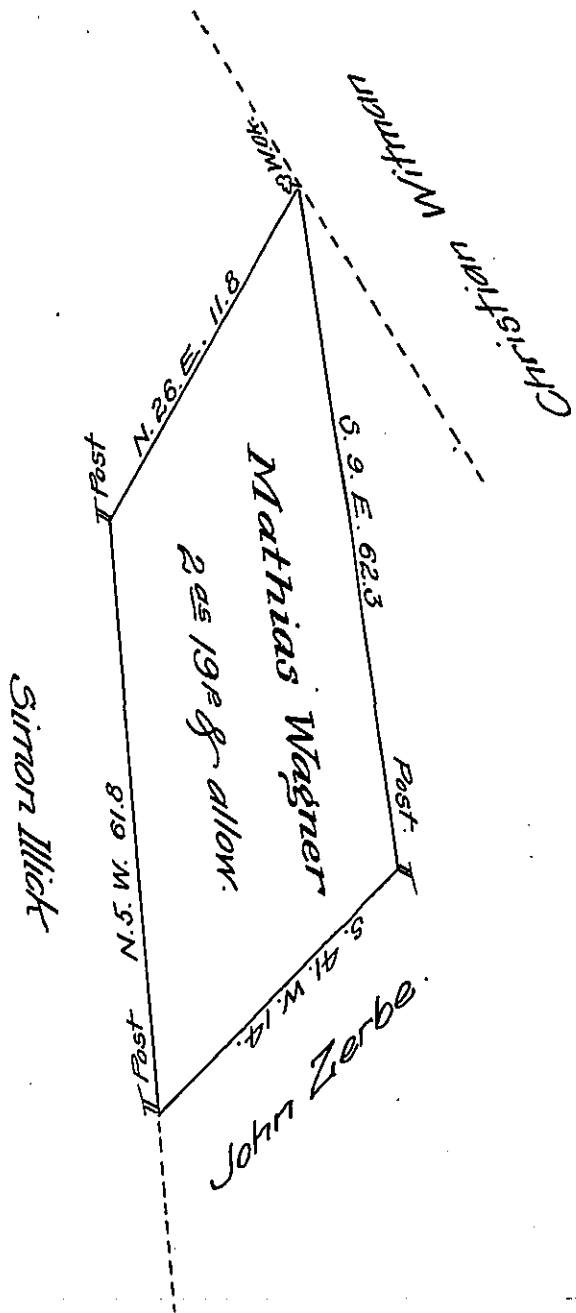 Christian Witman
W.Ok.
S. 9. E. 62.3
Post.
N. 26. E. 11.8
Mathias Wagner
2as 19p & allow.
S. 41. W. 14.
John Zerbe.
Post
N. 5. W. 61.8
Post
Simon Illick